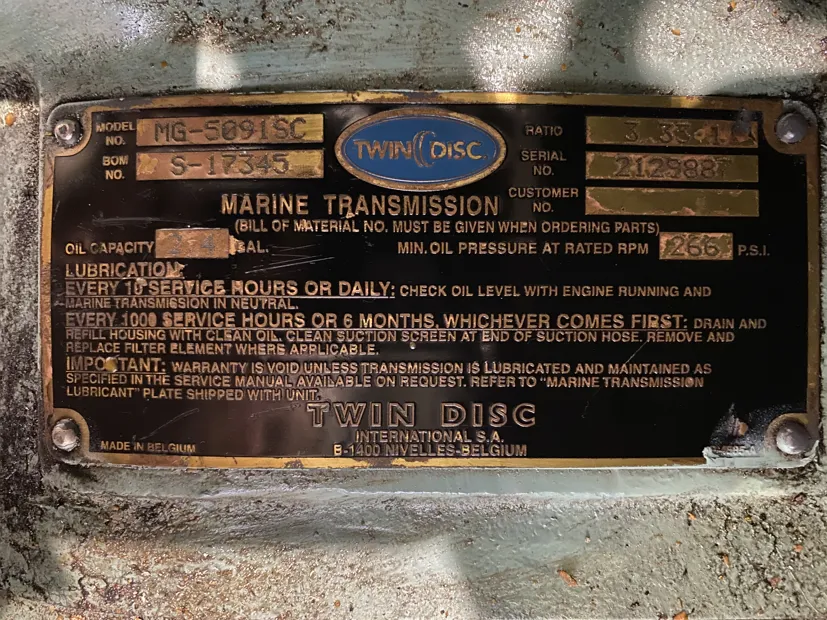 MODEL NO. MG-5091SC
BOM NO. S-17345
TWIN DISC
RATIO
SERIAL NO.
CUSTOMER NO.
MARINE TRANSMISSION
(BILL OF MATERIAL NO. MUST BE GIVEN WHEN ORDERING PARTS)
OIL CAPACITY GAL. MIN. OIL PRESSURE AT RATED RPM 266 P.S.I.
LUBRICATION:
EVERY 10 SERVICE HOURS OR DAILY: CHECK OIL LEVEL WITH ENGINE RUNNING AND
MARINE TRANSMISSION IN NEUTRAL.
EVERY 1000 SERVICE HOURS OR 6 MONTHS, WHICHEVER COMES FIRST: DRAIN AND
REFILL HOUSING WITH CLEAN OIL. CLEAN SUCTION SCREEN AT END OF SUCTION HOSE. REMOVE AND
REPLACE FILTER ELEMENT WHERE APPLICABLE.
IMPORTANT: WARRANTY IS VOID UNLESS TRANSMISSION IS LUBRICATED AND MAINTAINED AS
SPECIFIED IN THE SERVICE MANUAL AVAILABLE ON REQUEST. REFER TO "MARINE TRANSMISSION
LUBRICANT" PLATE SHIPPED WITH UNIT.
TWIN DISC
INTERNATIONAL S.A.
B-1400 NIVELLES-BELGIUM
MADE IN BELGIUM